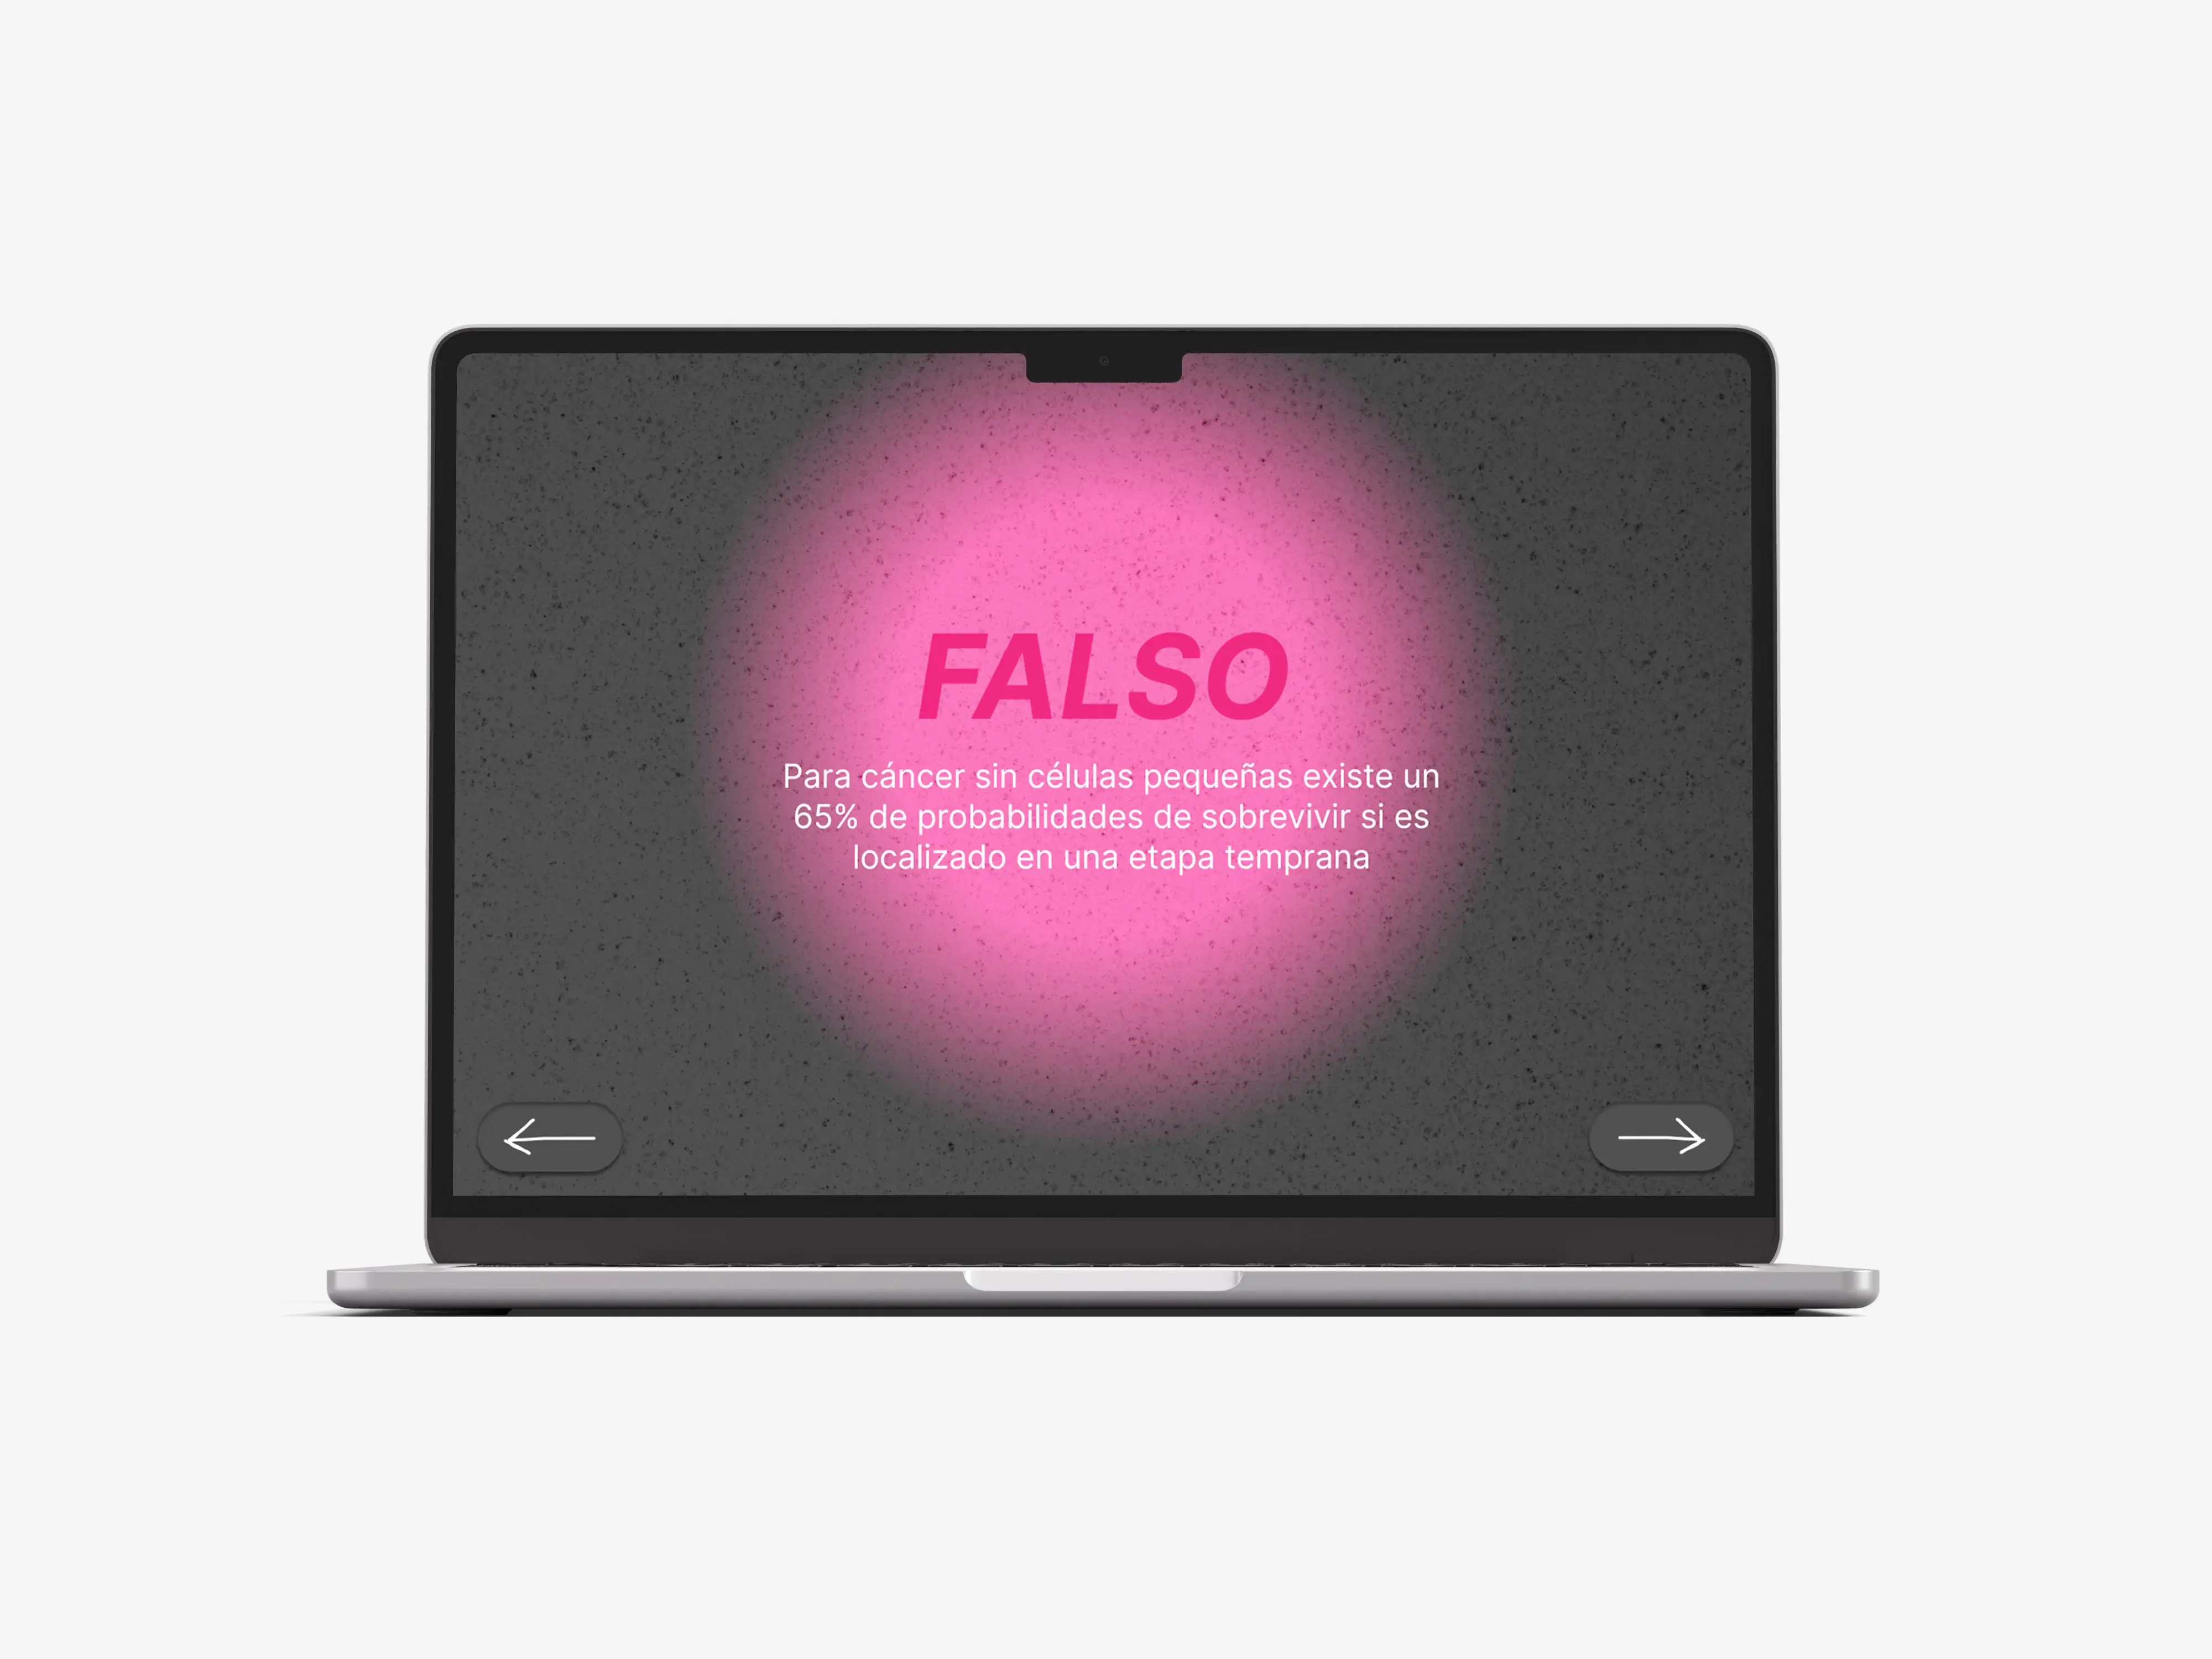 FALSO
Para cáncer sin células pequeñas existe un
65% de probabilidades de sobrevivir si es
localizado en una etapa temprana